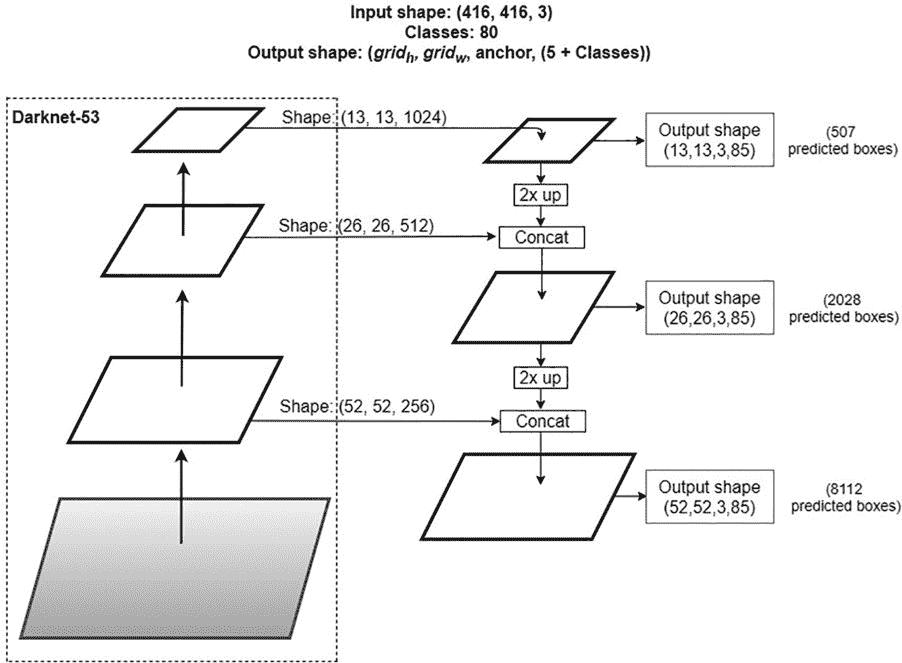 Input shape: (416, 416, 3)
Classes: 80
Output shape: (grid_h, grid_w, anchor, (5 + Classes))
Darknet-53
Shape: (13, 13, 1024)
Output shape
(13,13,3,85)
(507
predicted boxes)
2x up
Shape: (26, 26, 512)
Concat
Output shape
(26,26,3,85)
(2028
predicted boxes)
2x up
Shape: (52, 52, 256)
Concat
Output shape
(52,52,3,85)
(8112
predicted boxes)